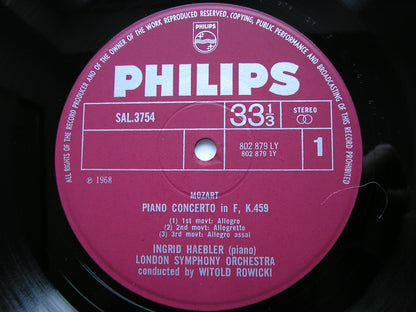 ALL RIGHTS OF THE RECORD PRODUCER AND OF THE OWNER OF THE WORK REPRODUCED RESERVED. COPYING, PUBLIC PERFORMANCE AND BROADCASTING OF THIS RECORD PROHIBITED
PHILIPS
PHILIPS
SAL.3754
33 1/3
STEREO
802 879 LY
802 879 1Y
1
℗ 1968
MOZART
PIANO CONCERTO in F, K.459
(1) 1st movt: Allegro
(2) 2nd movt: Allegretto
(3) 3rd movt: Allegro assai
INGRID HAEBLER (piano)
LONDON SYMPHONY ORCHESTRA
conducted by WITOLD ROWICKI